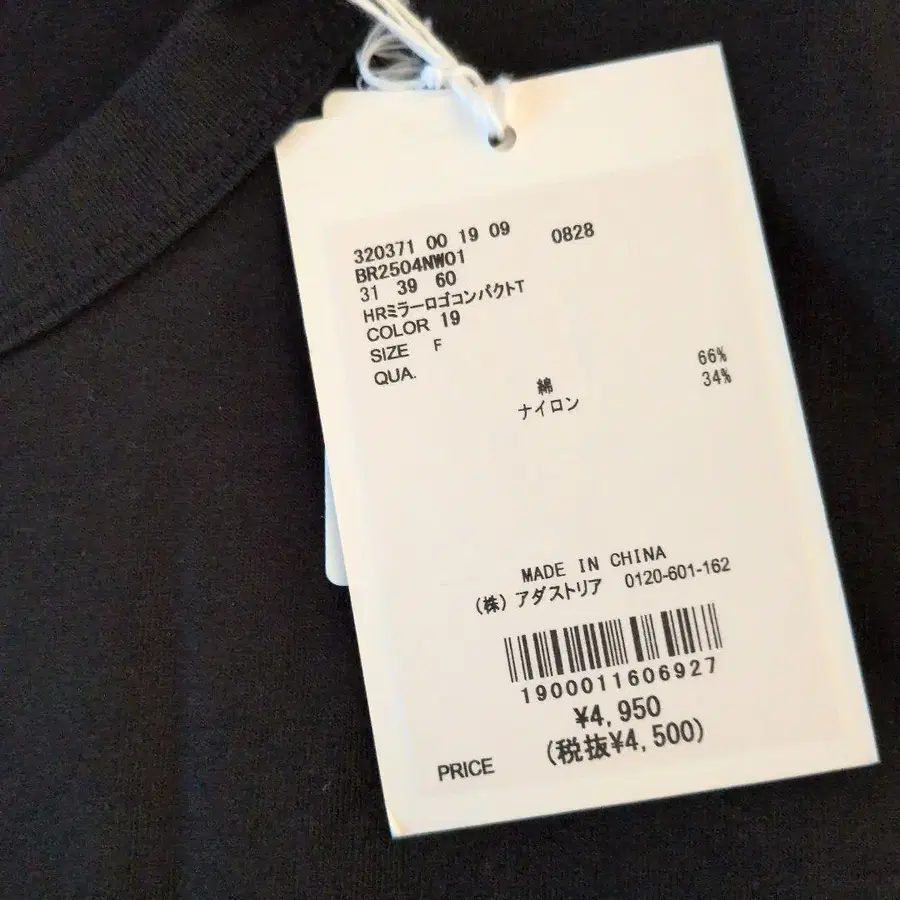 320371 00 19 09 0828
BR2504NW01
31 39 60
HRミラーロゴコンパクトT
COLOR 19
SIZE F
QUA.
綿 66%
ナイロン 34%
MADE IN CHINA
(株) アダストリア 0120-601-162
1900011606927
¥4,950
(税抜¥4,500)
PRICE